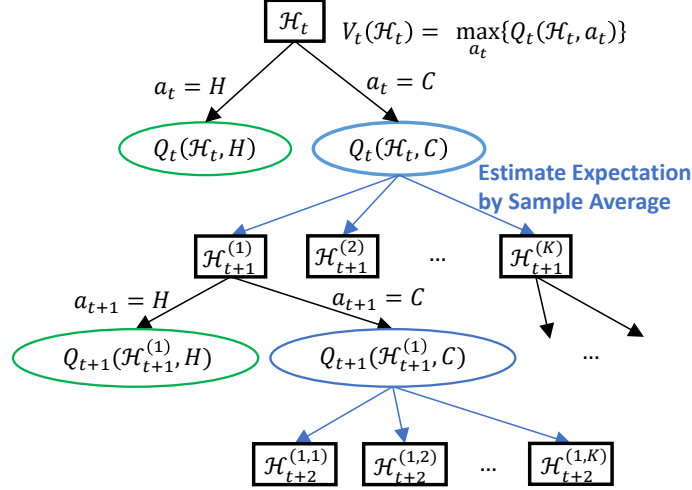 ℋ_t   V_t(ℋ_t) = max_{a_t}{Q_t(ℋ_t, a_t)}
a_t = H   a_t = C
Q_t(ℋ_t, H)   Q_t(ℋ_t, C)
Estimate Expectation
by Sample Average
ℋ_{t+1}^{(1)}   ℋ_{t+1}^{(2)}   ...   ℋ_{t+1}^{(K)}
a_{t+1} = H   a_{t+1} = C
Q_{t+1}(ℋ_{t+1}^{(1)}, H)   Q_{t+1}(ℋ_{t+1}^{(1)}, C)   ...
ℋ_{t+2}^{(1,1)}   ℋ_{t+2}^{(1,2)}   ...   ℋ_{t+2}^{(1,K)}